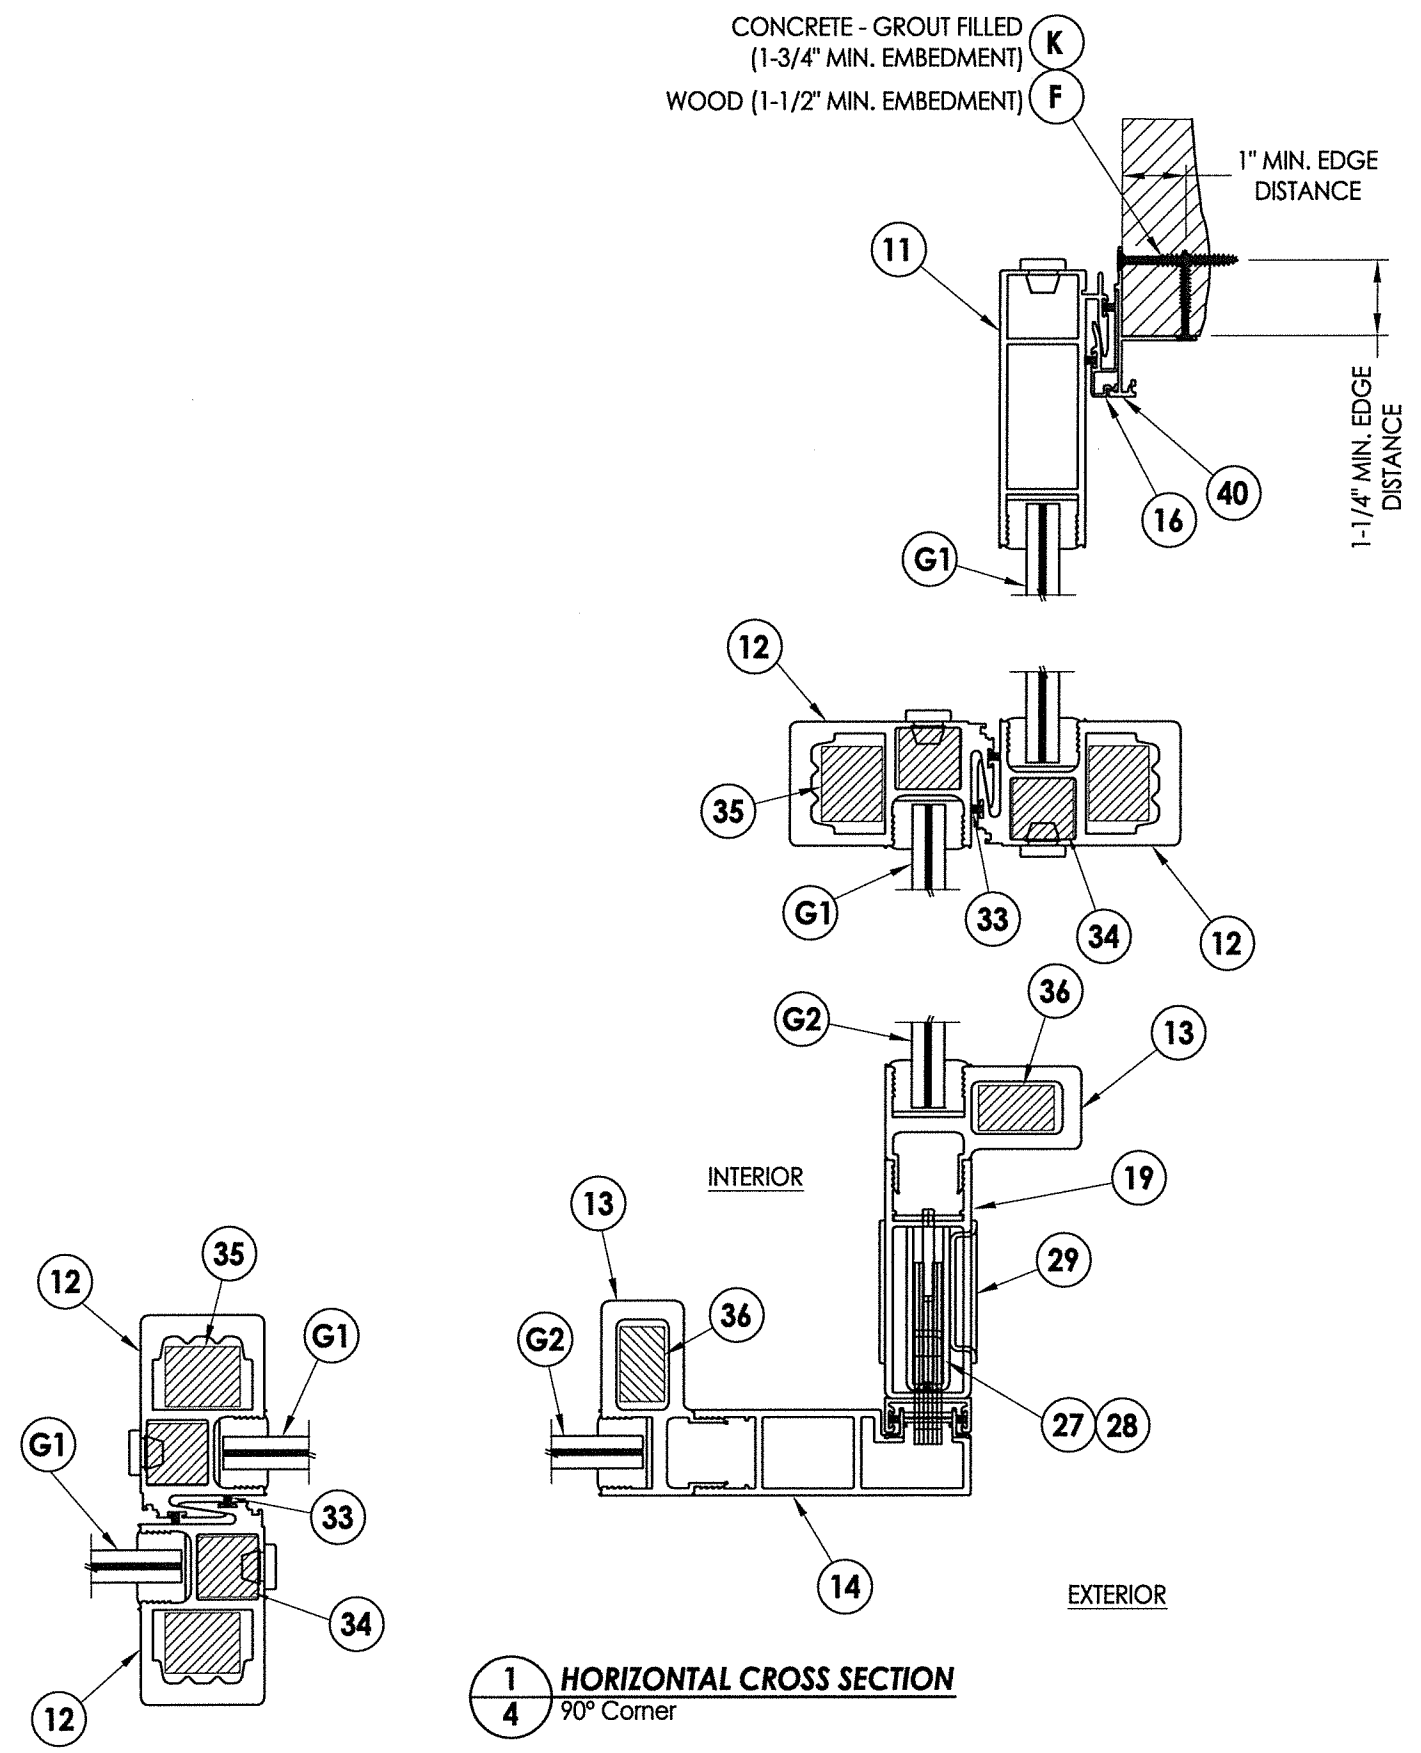 CONCRETE - GROUT FILLED
(1-3/4" MIN. EMBEDMENT)
K
WOOD (1-1/2" MIN. EMBEDMENT)
F
1" MIN. EDGE
DISTANCE
11
1-1/4" MIN. EDGE
DISTANCE
40
16
G1
12
35
G1
33
34
12
36
G2
13
INTERIOR
19
13
35
12
29
36
G1
G2
27
28
G1
33
14
EXTERIOR
34
12
1
4
HORIZONTAL CROSS SECTION
90° Corner